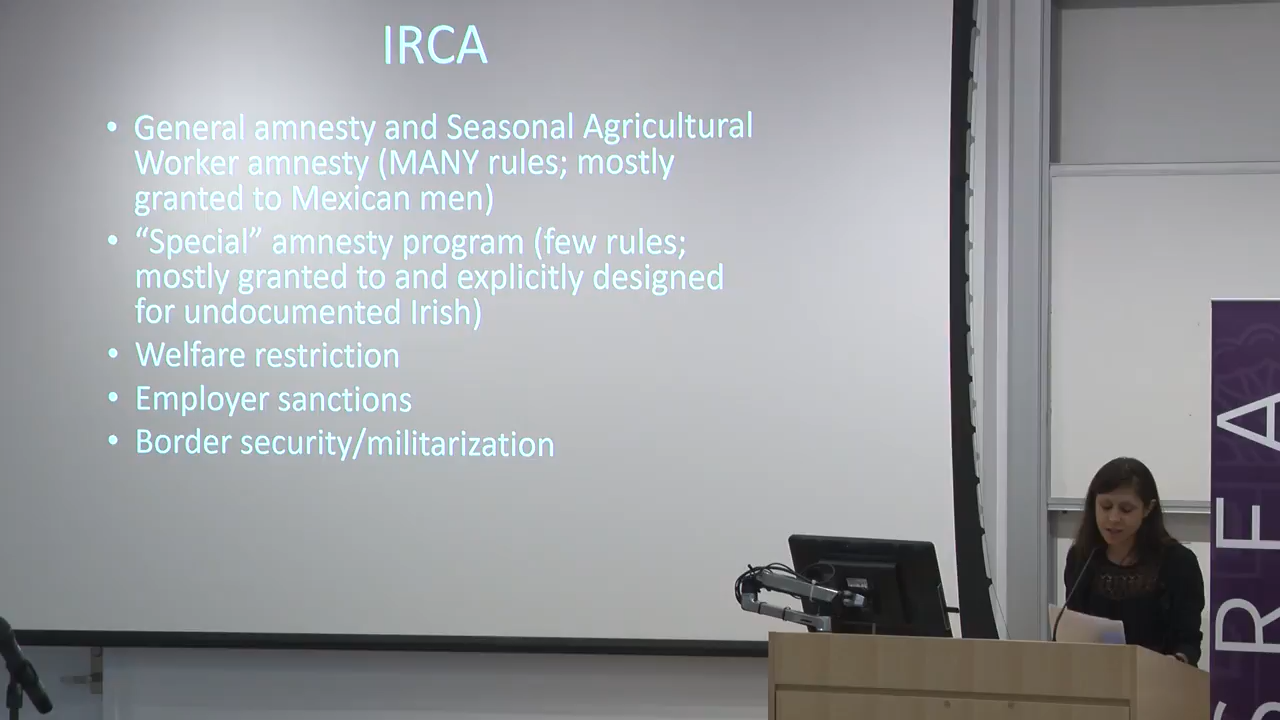 IRCA
• General amnesty and Seasonal Agricultural
Worker amnesty (MANY rules; mostly
granted to Mexican men)
• “Special” amnesty program (few rules;
mostly granted to and explicitly designed
for undocumented Irish)
• Welfare restriction
• Employer sanctions
• Border security/militarization
SREA